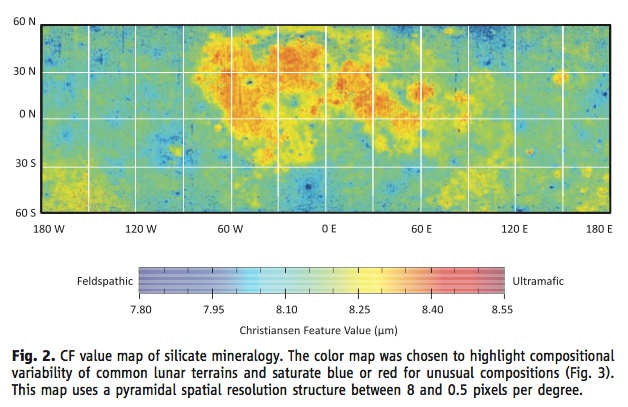 60 N
30 N
0 N
30 S
60 S
180 W 120 W 60 W 0 E 60 E 120 E 180 E
Feldspathic Ultramafic
7.80 7.95 8.10 8.25 8.40 8.55
Christiansen Feature Value (µm)
Fig. 2. CF value map of silicate mineralogy. The color map was chosen to highlight compositional
variability of common lunar terrains and saturate blue or red for unusual compositions (Fig. 3).
This map uses a pyramidal spatial resolution structure between 8 and 0.5 pixels per degree.